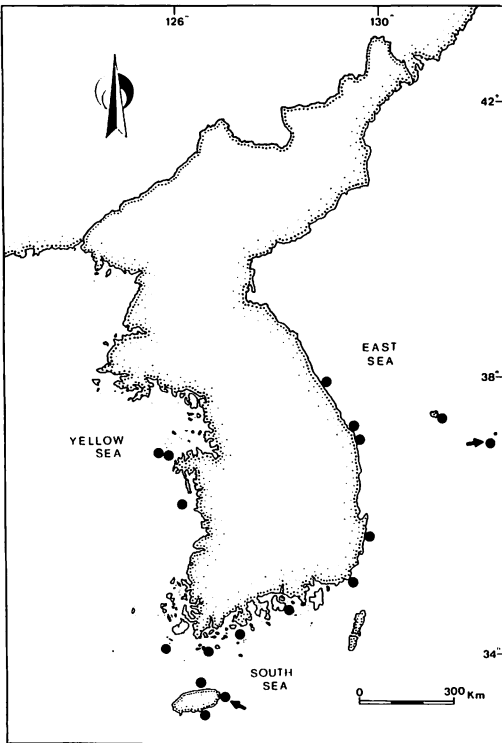 126°
130°
42°
EAST
SEA
38°
YELLOW
SEA
34°
SOUTH
SEA
0 300 Km